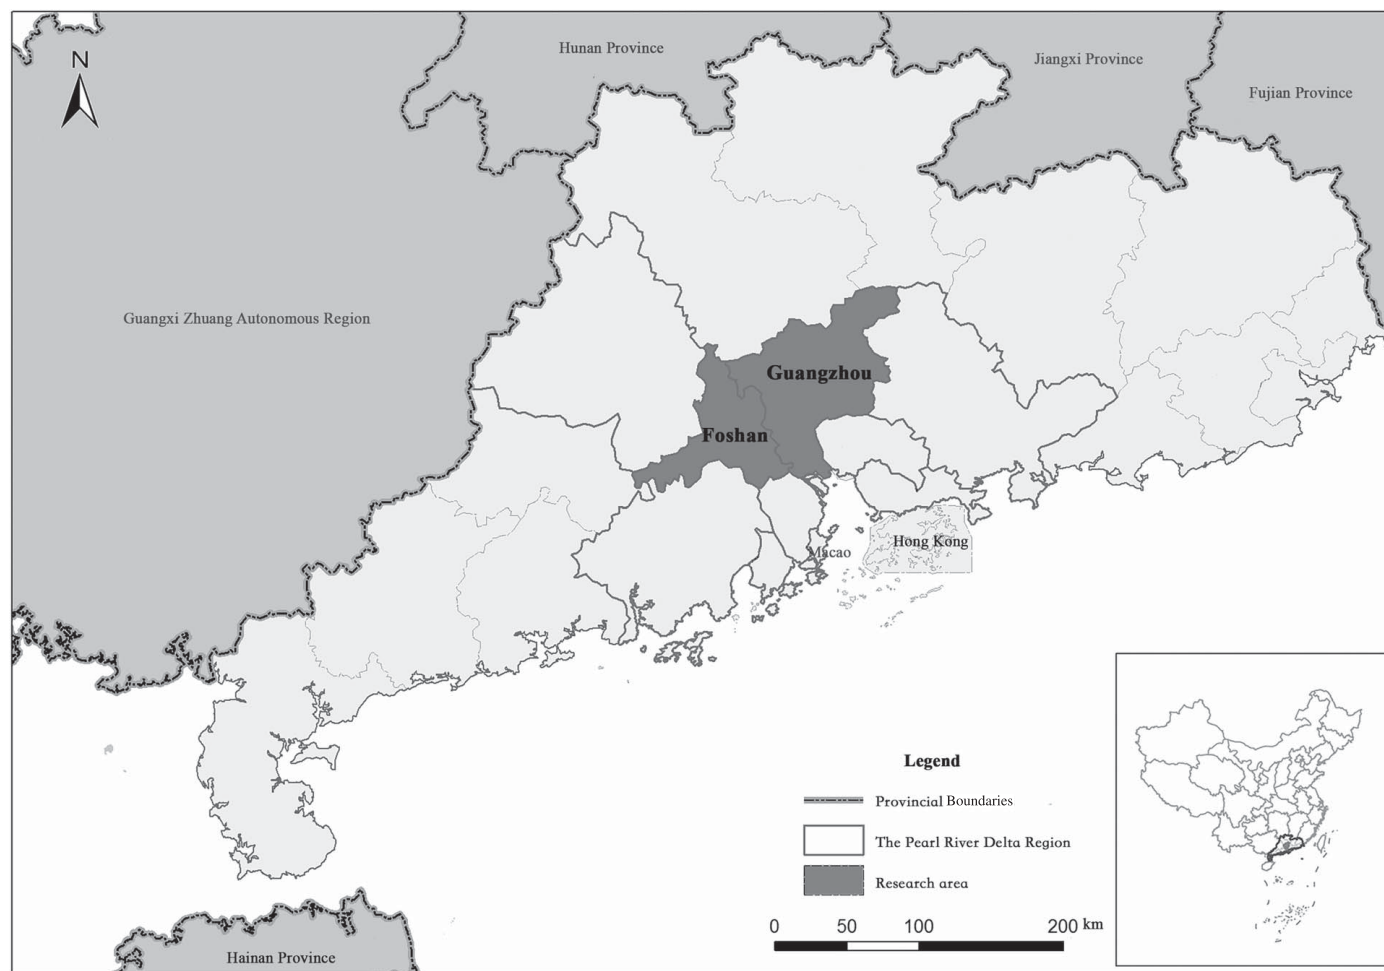 N
Hunan Province
Jiangxi Province
Fujian Province
Guangxi Zhuang Autonomous Region
Guangzhou
Foshan
Hong Kong
Macao
Legend
Provincial Boundaries
The Pearl River Delta Region
Research area
0 50 100 200 km
Hainan Province